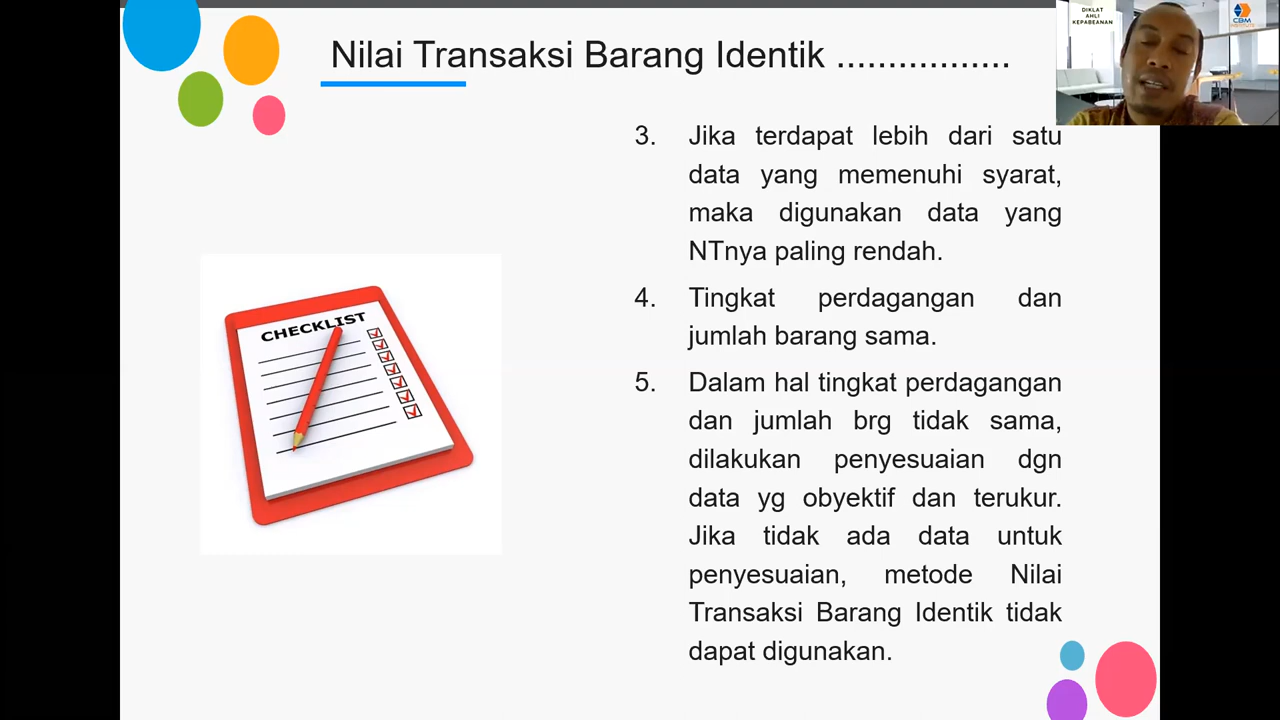 Nilai Transaksi Barang Identik .................
DIKLAT
AHLI
KEPABEANAN
CBM
INSTITUTE
3. Jika terdapat lebih dari satu
data yang memenuhi syarat,
maka digunakan data yang
NTnya paling rendah.
4. Tingkat perdagangan dan
jumlah barang sama.
5. Dalam hal tingkat perdagangan
dan jumlah brg tidak sama,
dilakukan penyesuaian dgn
data yg obyektif dan terukur.
Jika tidak ada data untuk
penyesuaian, metode Nilai
Transaksi Barang Identik tidak
dapat digunakan.
CHECKLIST